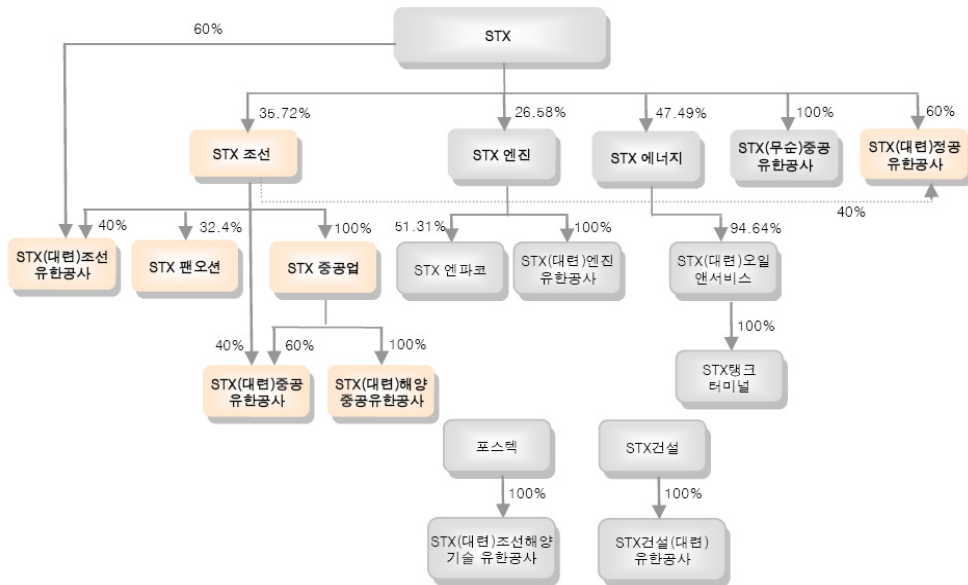 60%
STX
35.72%
26.58%
47.49%
100%
60%
STX 조선
STX 엔진
STX 에너지
STX(무순)중공
유한공사
STX(대련)정공
유한공사
40%
40%
32.4%
100%
51.31%
100%
94.64%
STX(대련)조선
유한공사
STX 팬오션
STX 중공업
STX 엔파코
STX(대련)엔진
유한공사
STX(대련)오일
앤서비스
40%
60%
100%
100%
STX(대련)중공
유한공사
STX(대련)해양
중공유한공사
STX탱크
터미널
포스텍
STX건설
100%
100%
STX(대련)조선해양
기술 유한공사
STX건설(대련)
유한공사